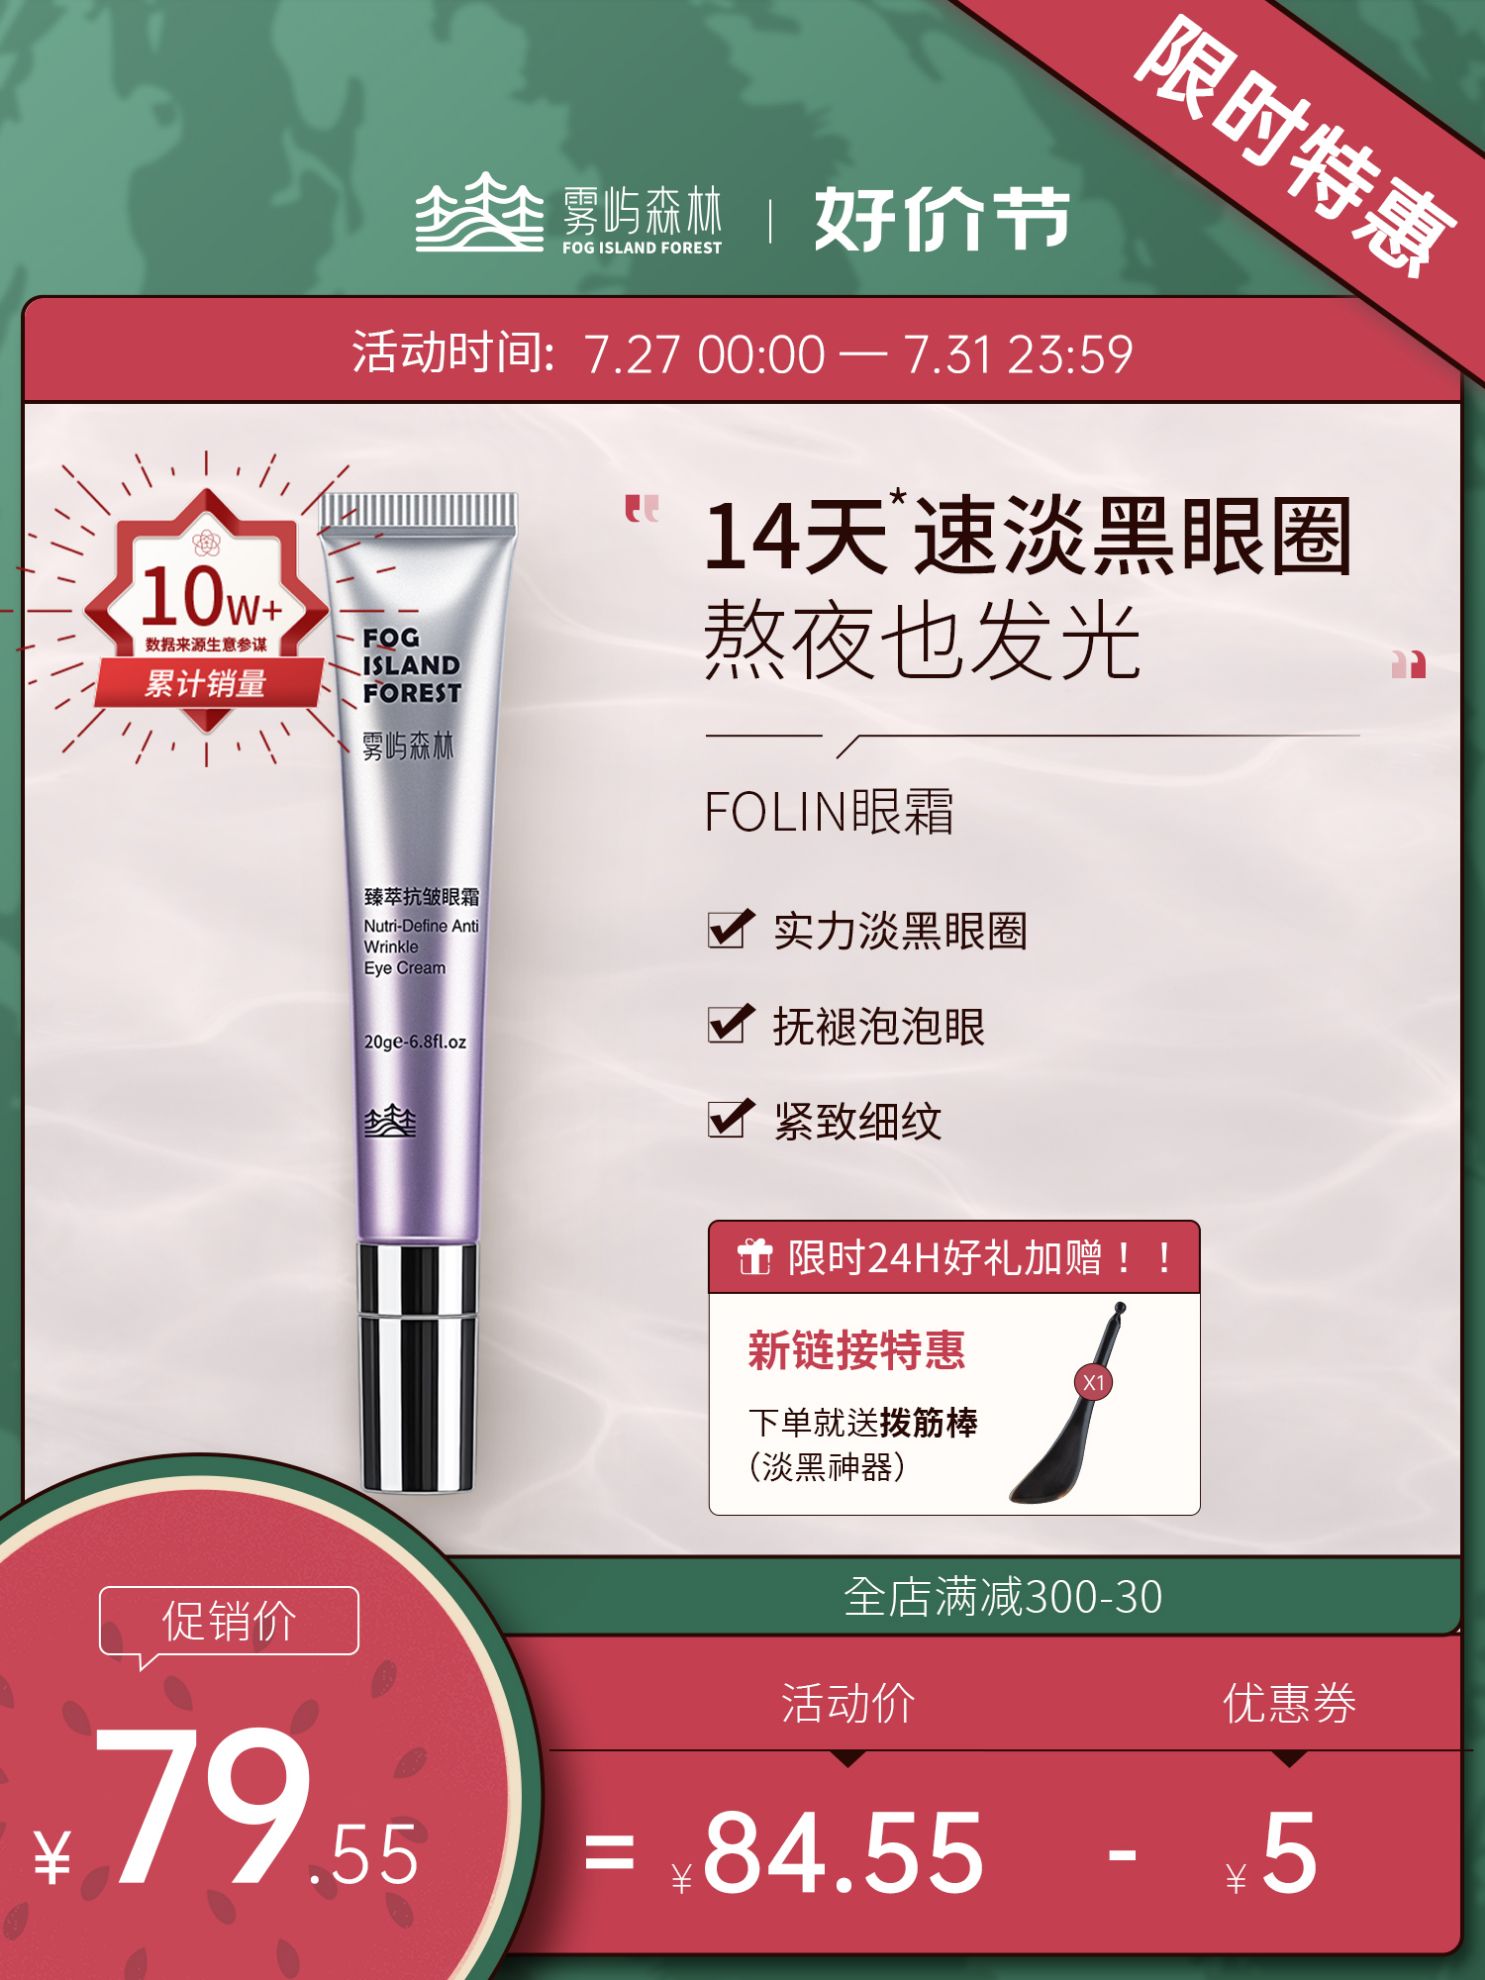 限时特惠
雾屿森林
FOG ISLAND FOREST
好价节
活动时间: 7.27 00:00 — 7.31 23:59
10W+
数据来源生意参谋
累计销量
FOG
ISLAND
FOREST
雾屿森林
臻萃抗皱眼霜
Nutri-Define Anti
Wrinkle
Eye Cream
20ge-6.8fl.oz
14天*速淡黑眼圈
熬夜也发光
FOLIN眼霜
实力淡黑眼圈
抚褪泡泡眼
紧致细纹
限时24H好礼加赠！！
新链接特惠
下单就送拨筋棒
（淡黑神器）
X1
全店满减300-30
促销价
¥79.55
活动价
优惠券
= ¥84.55 - ¥5